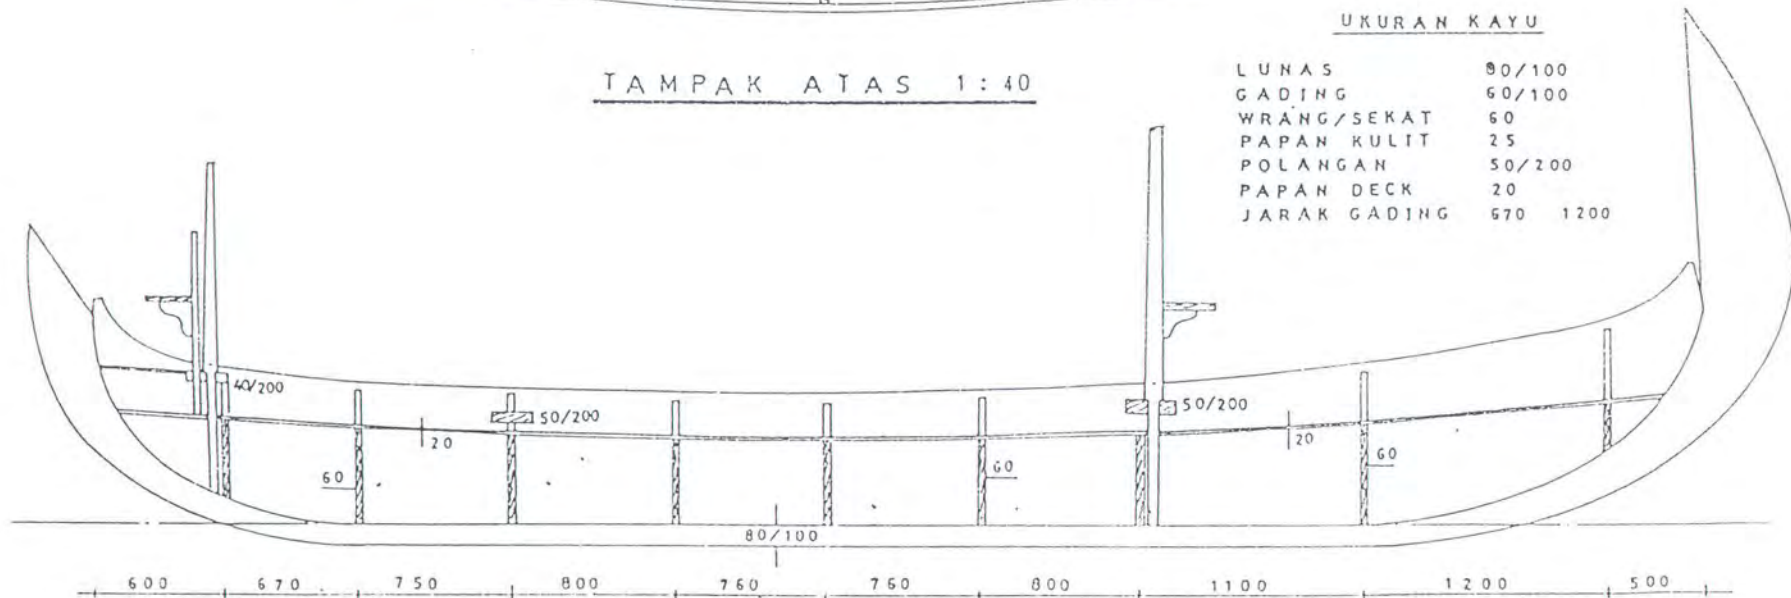 UKURAN KAYU
TAMPAK ATAS 1:40
LUNAS 80/100
GADING 60/100
WRANG/SEKAT 60
PAPAN KULIT 25
POLANGAN 50/200
PAPAN DECK 20
JARAK GADING 670 1200
40/200
50/200
50/200
20
20
60
60
60
80/100
600 670 750 800 760 760 800 1100 1200 500